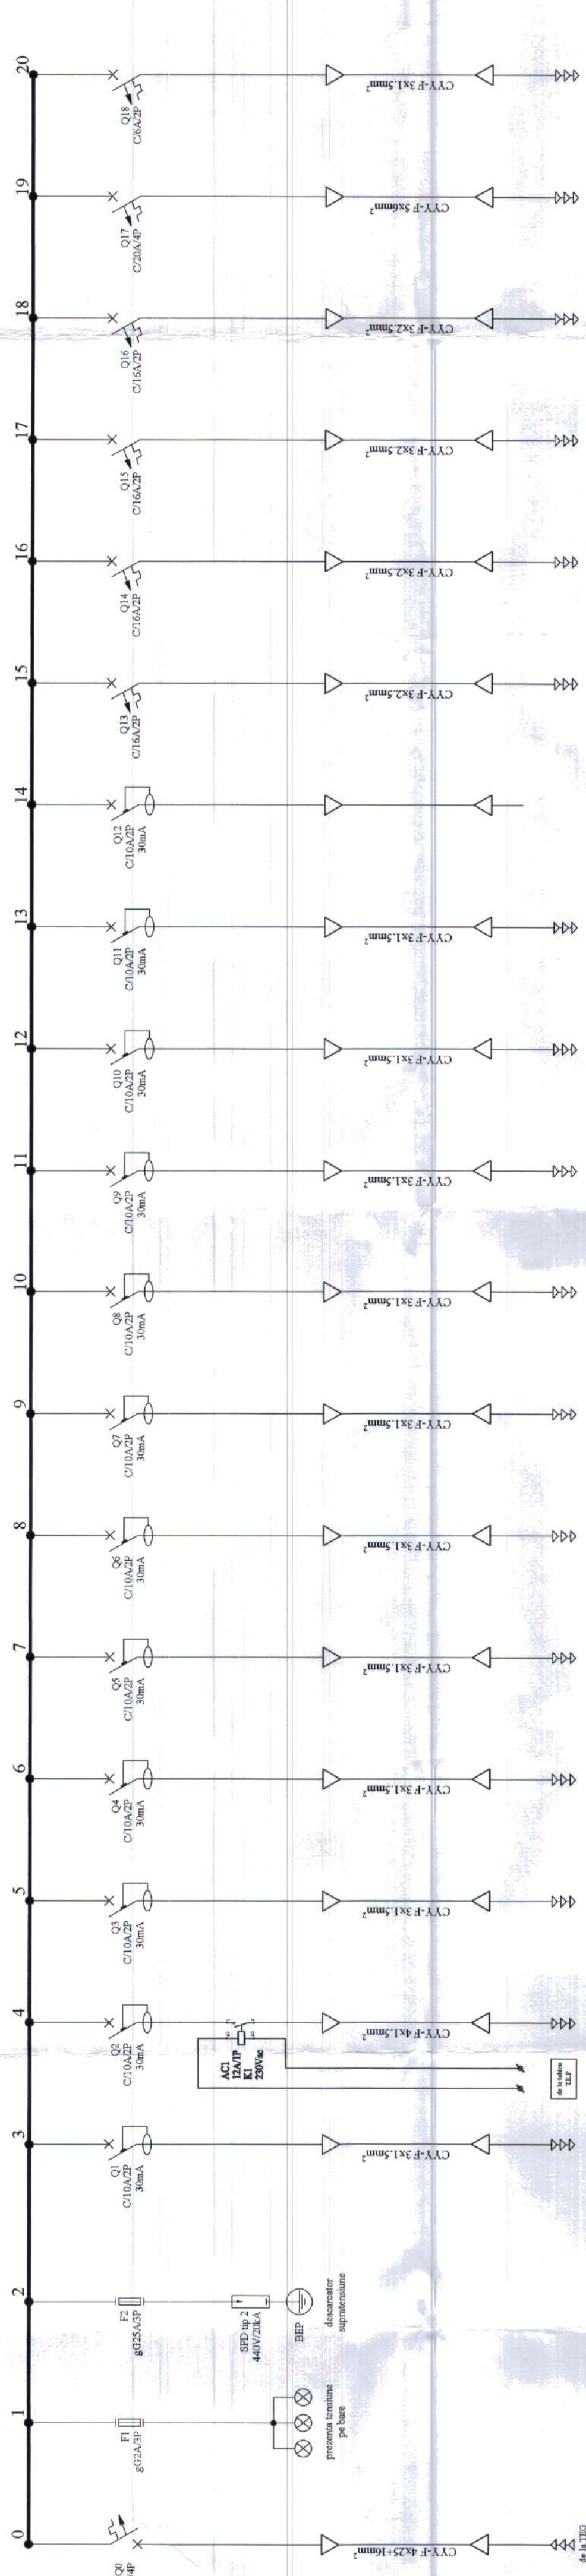 0
Q0
4P
CYY-F 4x25+16mm²
de la TEG
1
F1
gG2A/3P
prezenta tensiune
pe bare
2
F2
gG25A/3P
SPD tip 2
440V/20kA
BEP
descarcator
supratensiune
3
Q1
C/10A/2P
30mA
CYY-F 3x1.5mm²
4
Q2
C/10A/2P
30mA
AC1
12A/1P
K1
230Vac
CYY-F 4x1.5mm²
de la tablou
5
Q3
C/10A/2P
30mA
CYY-F 3x1.5mm²
6
Q4
C/10A/2P
30mA
CYY-F 3x1.5mm²
7
Q5
C/10A/2P
30mA
CYY-F 3x1.5mm²
8
Q6
C/10A/2P
30mA
CYY-F 3x1.5mm²
9
Q7
C/10A/2P
30mA
CYY-F 3x1.5mm²
10
Q8
C/10A/2P
30mA
CYY-F 3x1.5mm²
11
Q9
C/10A/2P
30mA
CYY-F 3x1.5mm²
12
Q10
C/10A/2P
30mA
CYY-F 3x1.5mm²
13
Q11
C/10A/2P
30mA
CYY-F 3x1.5mm²
14
Q12
C/10A/2P
30mA
15
Q13
C/16A/2P
CYY-F 3x2.5mm²
16
Q14
C/16A/2P
CYY-F 3x2.5mm²
17
Q15
C/16A/2P
CYY-F 3x2.5mm²
18
Q16
C/16A/2P
CYY-F 3x2.5mm²
19
Q17
C/20A/4P
CYY-F 5x6mm²
20
Q18
C/6A/2P
CYY-F 3x1.5mm²